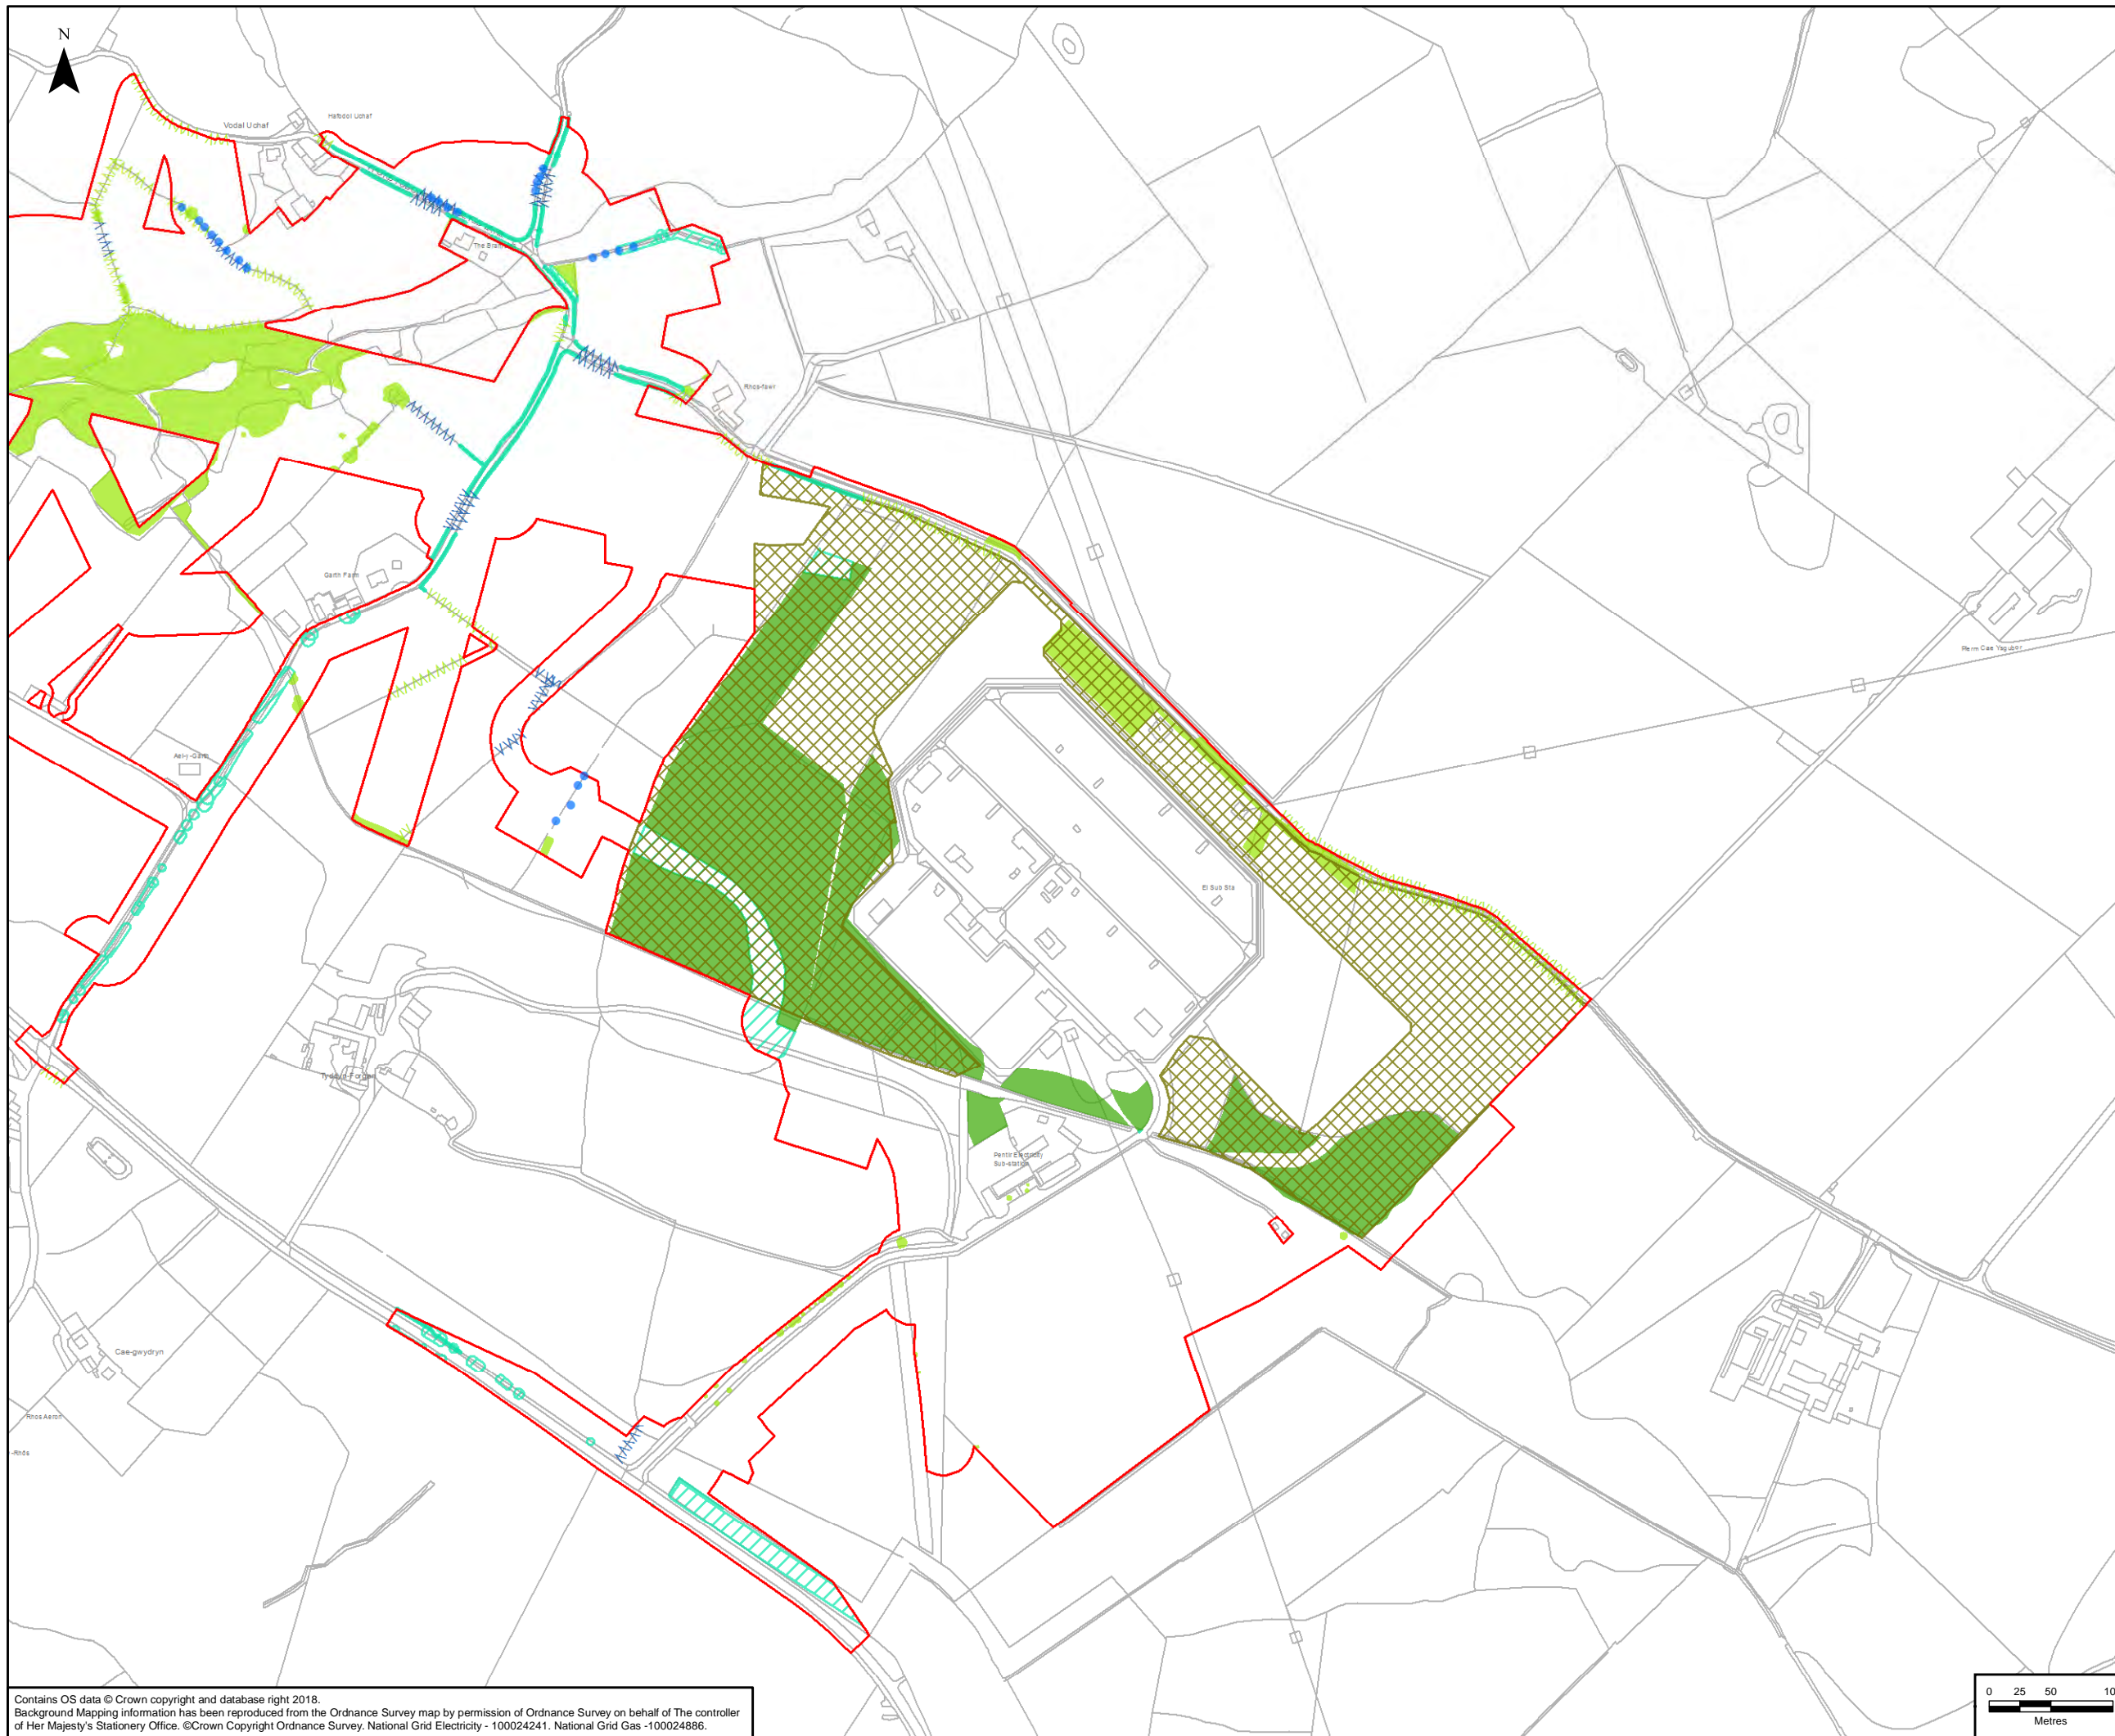 N
Vodal Uchaf
Hafodol Uchaf
Rhos-fawr
Garth Farm
Ael-y-Garth
El Sub Sta
Pentir Electricity
Sub-station
Cae-gwydryn
Rhos Aeron
Contains OS data © Crown copyright and database right 2018.
Background Mapping information has been reproduced from the Ordnance Survey map by permission of Ordnance Survey on behalf of The controller
of Her Majesty's Stationery Office. ©Crown Copyright Ordnance Survey. National Grid Electricity - 100024241. National Grid Gas -100024886.
0 25 50 10
Metres